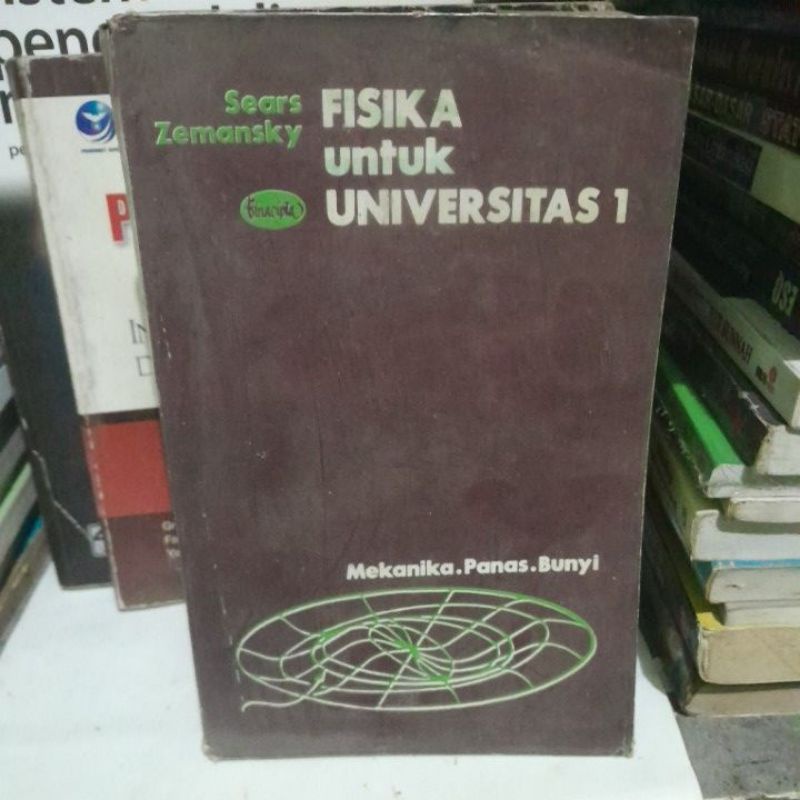 Sears
Zemansky
FISIKA
untuk
UNIVERSITAS 1
binacipta
Mekanika.Panas.Bunyi